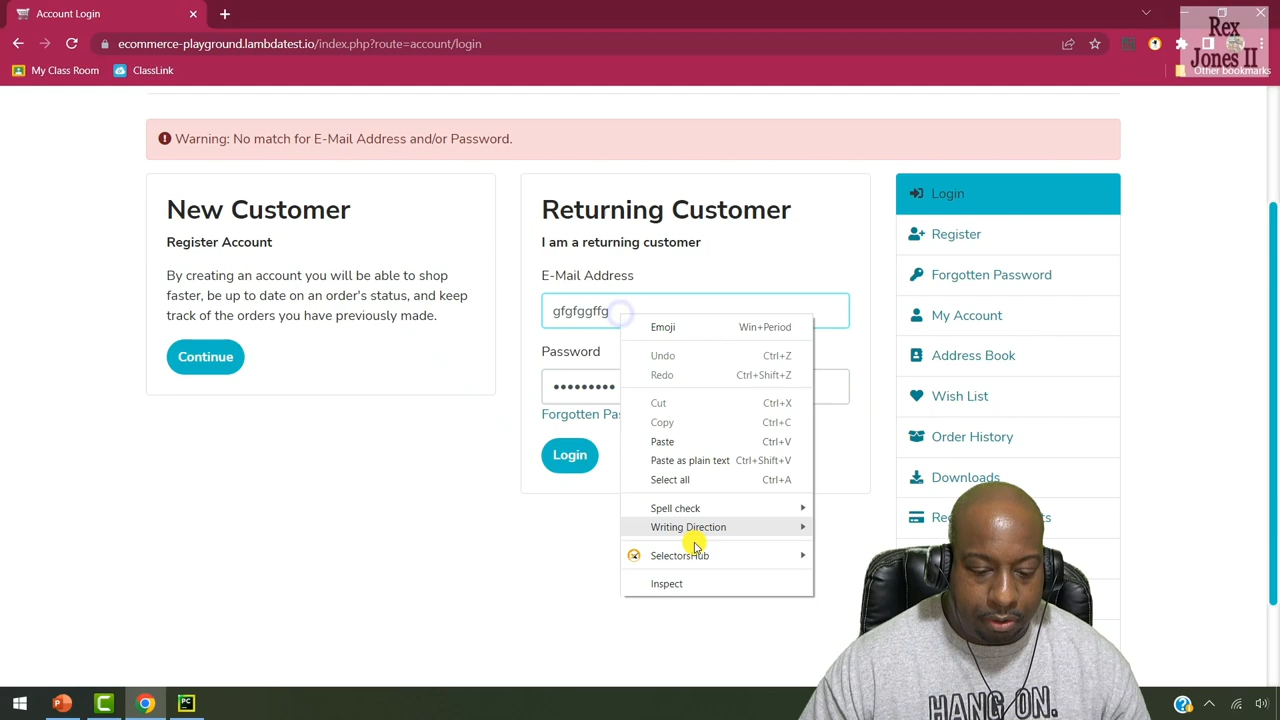 Account Login
Rex
Jones II
ecommerce-playground.lambdatest.io/index.php?route=account/login
My Class Room
ClassLink
Other bookmarks
Warning: No match for E-Mail Address and/or Password.
New Customer
Register Account
By creating an account you will be able to shop
faster, be up to date on an order's status, and keep
track of the orders you have previously made.
Continue
Returning Customer
I am a returning customer
E-Mail Address
gfgfggffg
Password
Forgotten Pas
Login
Emoji Win+Period
Undo Ctrl+Z
Redo Ctrl+Shift+Z
Cut Ctrl+X
Copy Ctrl+C
Paste Ctrl+V
Paste as plain text Ctrl+Shift+V
Select all Ctrl+A
Spell check
Writing Direction
SelectorsHub
Inspect
Login
Register
Forgotten Password
My Account
Address Book
Wish List
Order History
Downloads
HANG ON.
PC